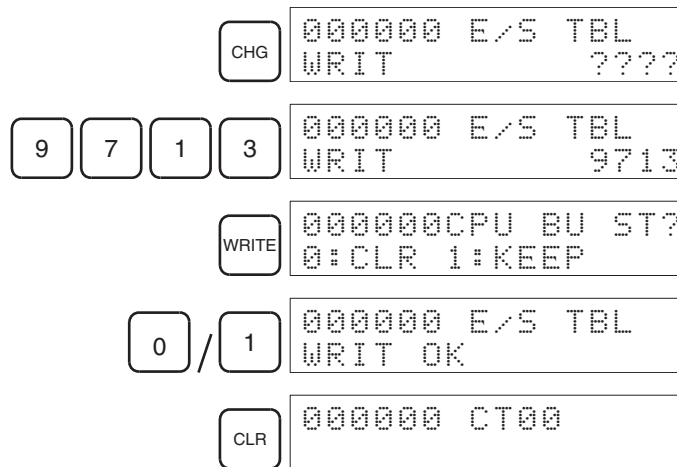 CHG
000000 E/S TBL
WRIT ????
9 7 1 3
000000 E/S TBL
WRIT 9713
WRITE
000000CPU BU ST?
0:CLR 1:KEEP
0 / 1
000000 E/S TBL
WRIT OK
CLR
000000 CT00